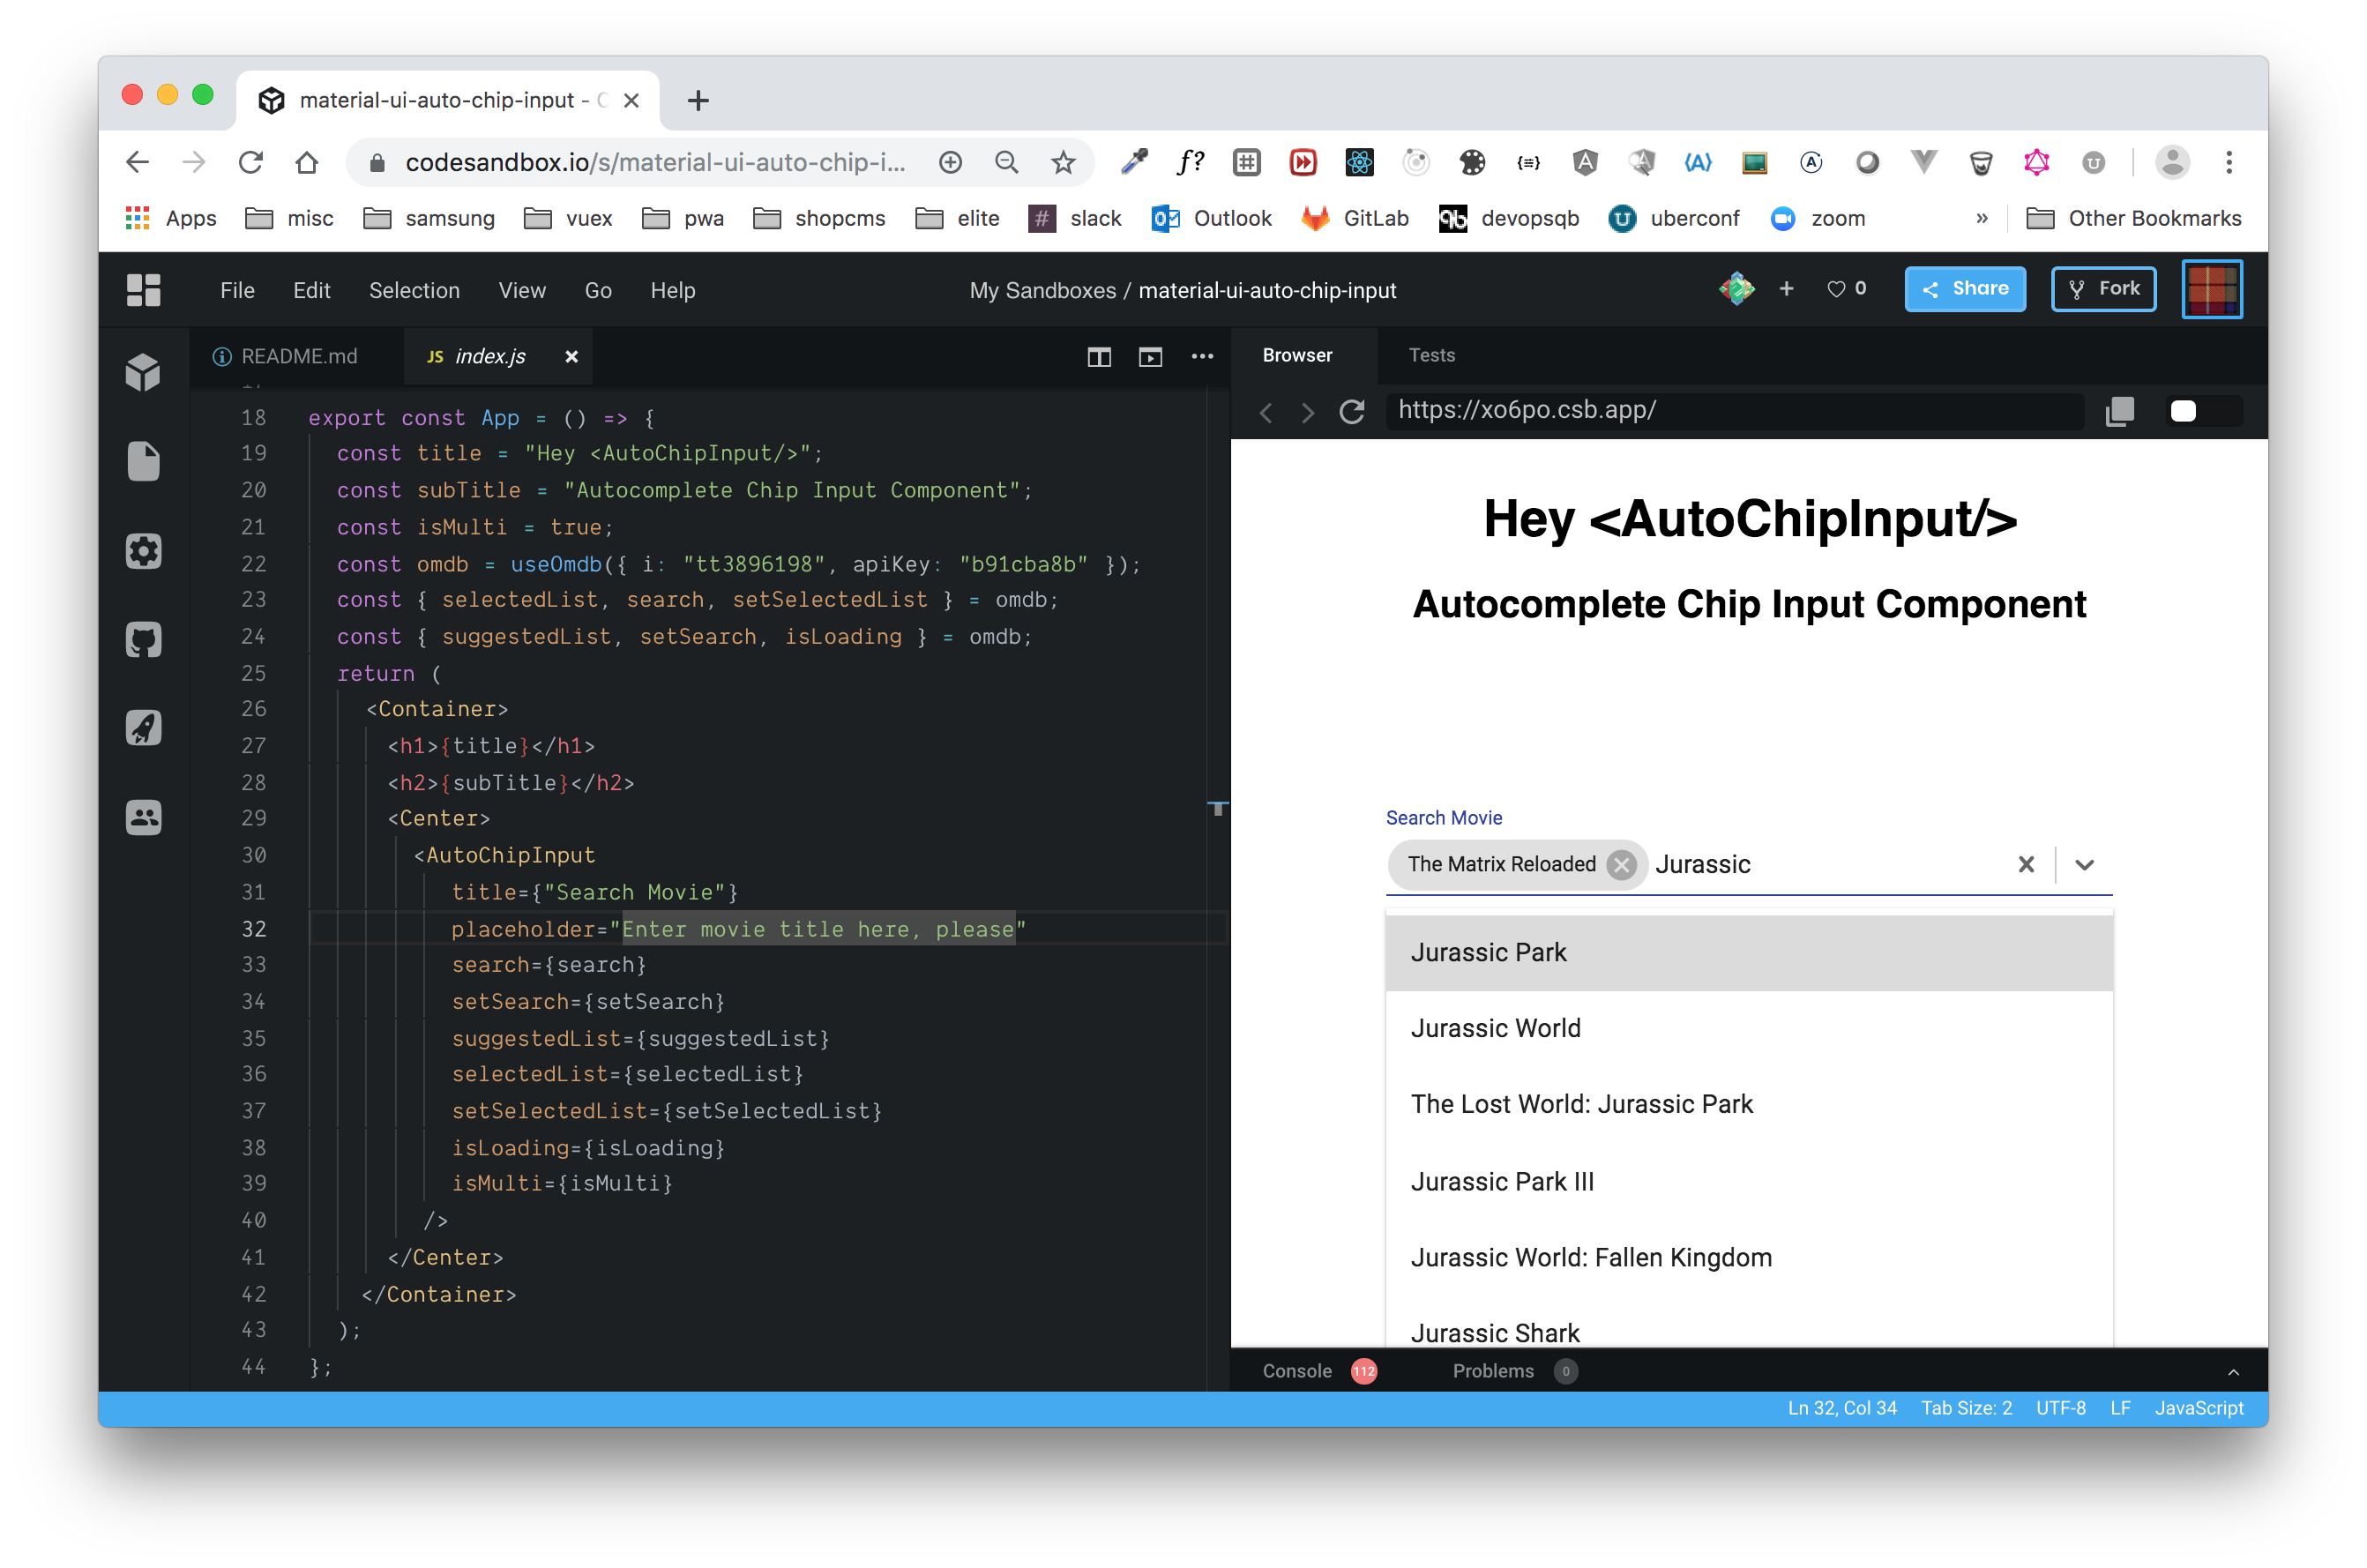 material-ui-auto-chip-input - C
codesandbox.io/s/material-ui-auto-chip-i...
Apps misc samsung vuex pwa shopcms elite slack Outlook GitLab devopsqb uberconf zoom » Other Bookmarks
File Edit Selection View Go Help My Sandboxes / material-ui-auto-chip-input + 0 Share Fork
README.md JS index.js
18 export const App = () => {
19 const title = "Hey <AutoChipInput/>";
20 const subTitle = "Autocomplete Chip Input Component";
21 const isMulti = true;
22 const omdb = useOmdb({ i: "tt3896198", apiKey: "b91cba8b" });
23 const { selectedList, search, setSelectedList } = omdb;
24 const { suggestedList, setSearch, isLoading } = omdb;
25 return (
26 <Container>
27 <h1>{title}</h1>
28 <h2>{subTitle}</h2>
29 <Center>
30 <AutoChipInput
31 title={"Search Movie"}
32 placeholder="Enter movie title here, please"
33 search={search}
34 setSearch={setSearch}
35 suggestedList={suggestedList}
36 selectedList={selectedList}
37 setSelectedList={setSelectedList}
38 isLoading={isLoading}
39 isMulti={isMulti}
40 />
41 </Center>
42 </Container>
43 );
44 };
Browser Tests
https://xo6po.csb.app/
Hey <AutoChipInput/>
Autocomplete Chip Input Component
Search Movie
The Matrix Reloaded Jurassic
Jurassic Park
Jurassic World
The Lost World: Jurassic Park
Jurassic Park III
Jurassic World: Fallen Kingdom
Jurassic Shark
Console 112 Problems 0
Ln 32, Col 34 Tab Size: 2 UTF-8 LF JavaScript